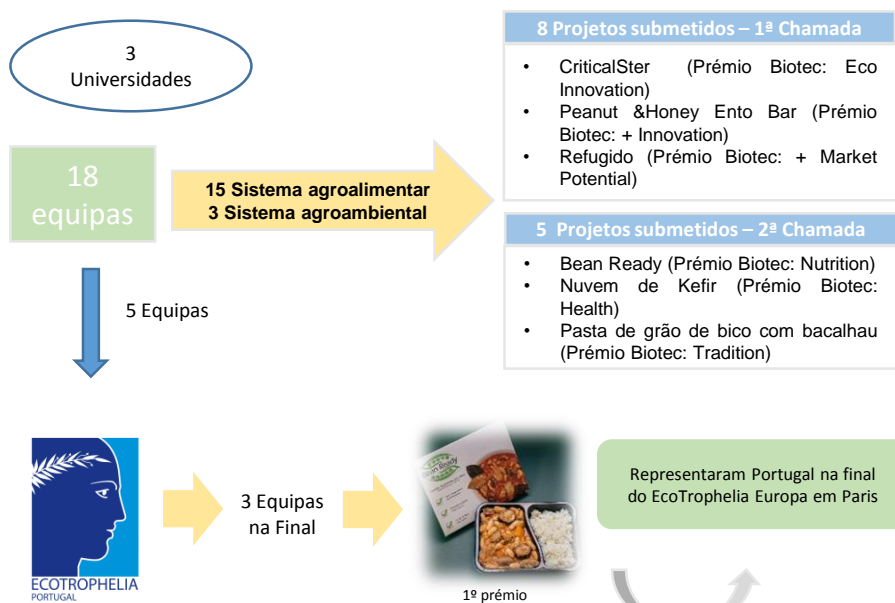 3
Universidades
18
equipas
15 Sistema agroalimentar
3 Sistema agroambiental
8 Projetos submetidos – 1ª Chamada
• CriticalSter (Prémio Biotec: Eco
Innovation)
• Peanut &Honey Ento Bar (Prémio
Biotec: + Innovation)
• Refugido (Prémio Biotec: + Market
Potential)
5 Projetos submetidos – 2ª Chamada
• Bean Ready (Prémio Biotec: Nutrition)
• Nuvem de Kefir (Prémio Biotec:
Health)
• Pasta de grão de bico com bacalhau
(Prémio Biotec: Tradition)
5 Equipas
ECOTROPHELIA
PORTUGAL
3 Equipas
na Final
Bean Ready
1º prémio
Representaram Portugal na final
do EcoTrophelia Europa em Paris